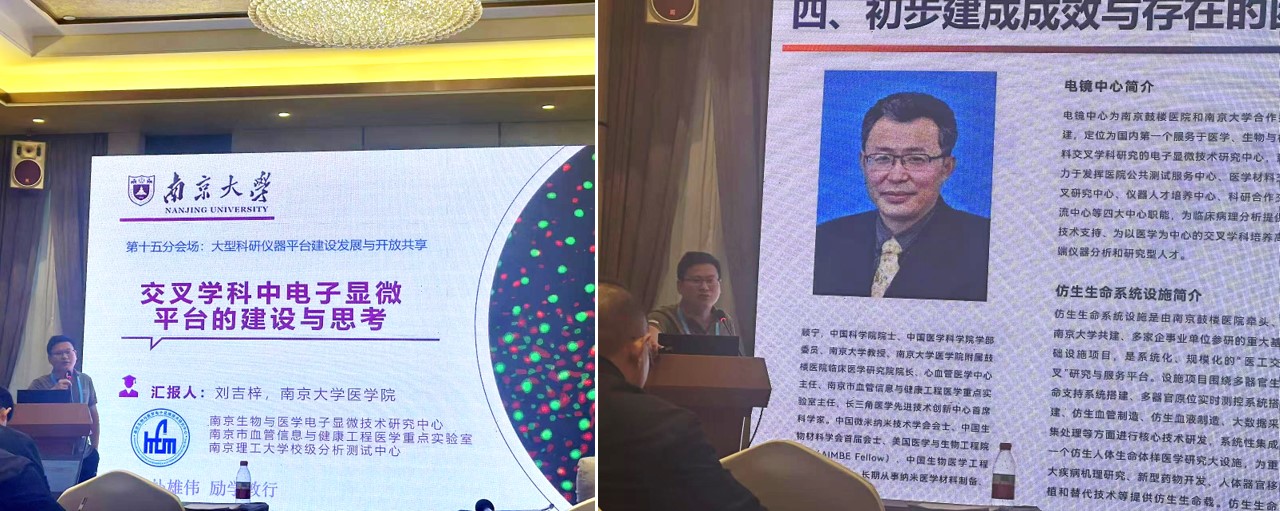 南京大学
NANJING UNIVERSITY
第十五分会场：大型科研仪器平台建设发展与开放共享
交叉学科中电子显微
平台的建设与思考
汇报人：刘吉梓，南京大学医学院
南京生物与医学电子显微技术研究中心
南京市血管信息与健康工程医学重点实验室
南京理工大学校级分析测试中心
hfm
雄伟 励学敦行
四、初步建成成效与存在的
电镜中心简介
电镜中心为南京鼓楼医院和南京大学合作
建，定位为国内第一个服务于医学、生物与
料交叉学科研究的电子显微技术研究中心，
力于发挥医院公共测试服务中心、医学材料
叉研究中心、仪器人才培养中心、科研合作
流中心等四大中心职能，为临床病理分析提
技术支持、为以医学为中心的交叉学科培养
端仪器分析和研究型人才。
仿生生命系统设施简介
仿生生命系统设施是由南京鼓楼医院牵头、
南京大学共建、多家企事业单位参研的重大基
础设施项目，是系统化、规模化的“医工交
叉”研究与服务平台。设施项目围绕多器官生
命支持系统搭建、多器官原位实时测控系统搭
建、仿生血管制造、仿生血液制造、大数据采
集处理等方面进行核心技术研发，系统性集成
一个仿生人体生命体样医学研究大设施，为重
大疾病机理研究、新型药物开发、人体器官移
植和替代技术等提供仿生生命载。仿生生命
顾宁，中国科学院院士，中国医学科学院学部
委员，南京大学教授，南京大学医学院附属鼓
楼医院临床医学研究院院长、心血管医学中心
主任、南京市血管信息与健康工程医学重点实
验室主任、长三角医学先进技术创新中心首席
科学家。中国微米纳米技术学会会士，中国生
物材料科学会首届会士，美国医学与生物工程院
（AIMBE Fellow），中国生物医学工程
长期从事纳米医学材料制备、